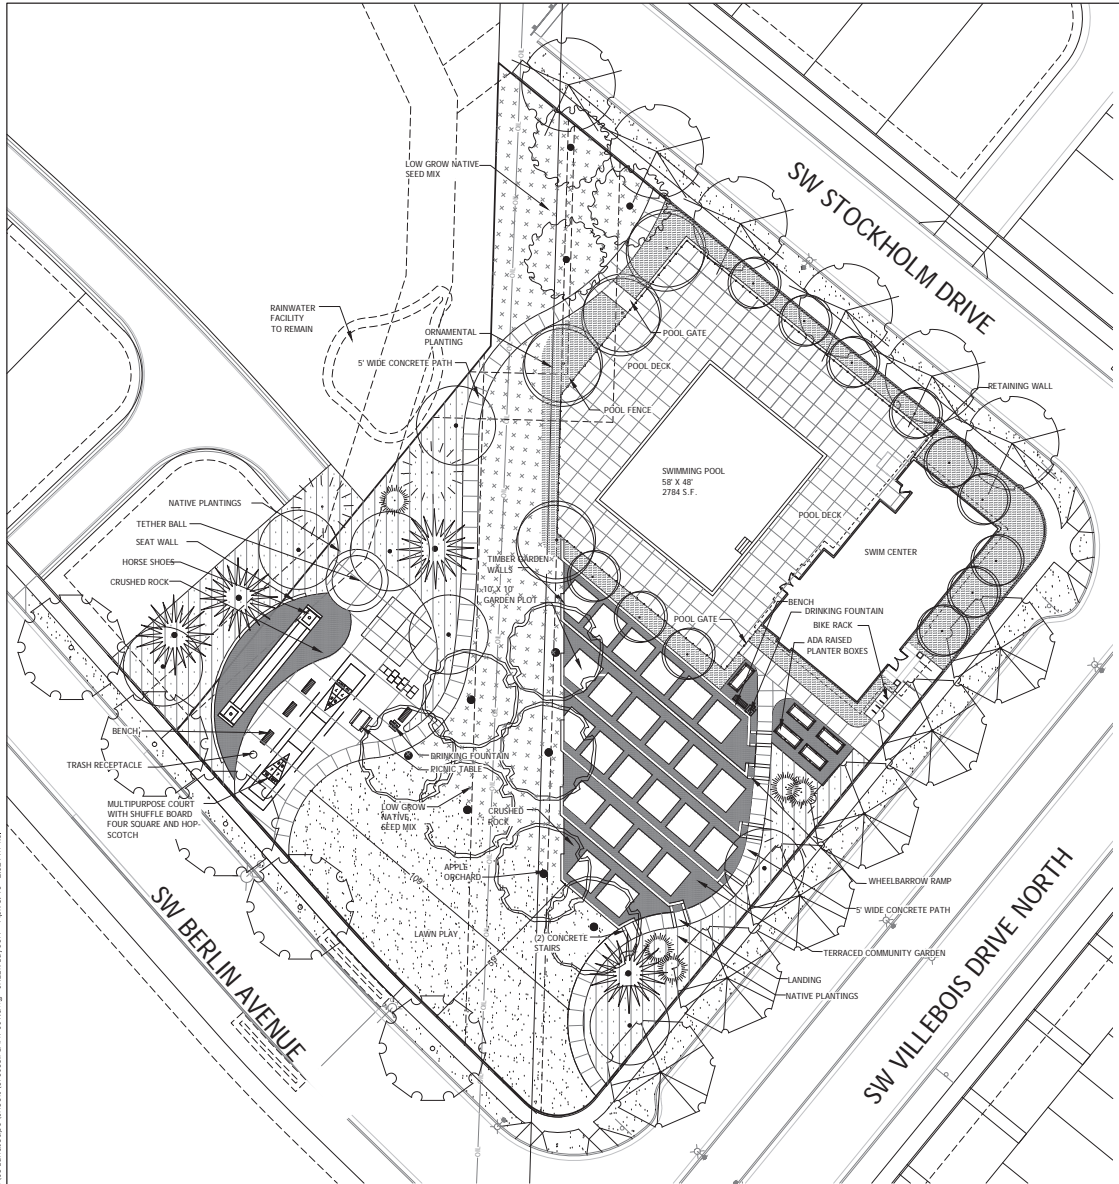 LOW GROW NATIVE
SEED MIX
SW STOCKHOLM DRIVE
RAINWATER
FACILITY
TO REMAIN
ORNAMENTAL
PLANTING
5' WIDE CONCRETE PATH
POOL GATE
POOL DECK
POOL FENCE
RETAINING WALL
SWIMMING POOL
58' X 48'
2784 S.F.
NATIVE PLANTINGS
TETHER BALL
SEAT WALL
HORSE SHOES
CRUSHED ROCK
POOL DECK
SWIM CENTER
TIMBER GARDEN
WALLS
10' X 10'
GARDEN PLOT
BENCH
DRINKING FOUNTAIN
BIKE RACK
POOL GATE
ADA RAISED
PLANTER BOXES
BENCH
TRASH RECEPTACLE
DRINKING FOUNTAIN
PICNIC TABLE
MULTIPURPOSE COURT
WITH SHUFFLE BOARD
FOUR SQUARE AND HOP-
SCOTCH
LOW GROW
NATIVE
SEED MIX
CRUSHED
ROCK
APPLE
ORCHARD
109'
LAWN PLAY
59'
(2) CONCRETE
STAIRS
WHEELBARROW RAMP
5' WIDE CONCRETE PATH
TERRACED COMMUNITY GARDEN
LANDING
NATIVE PLANTINGS
SW BERLIN AVENUE
SW VILLEBOIS DRIVE NORTH